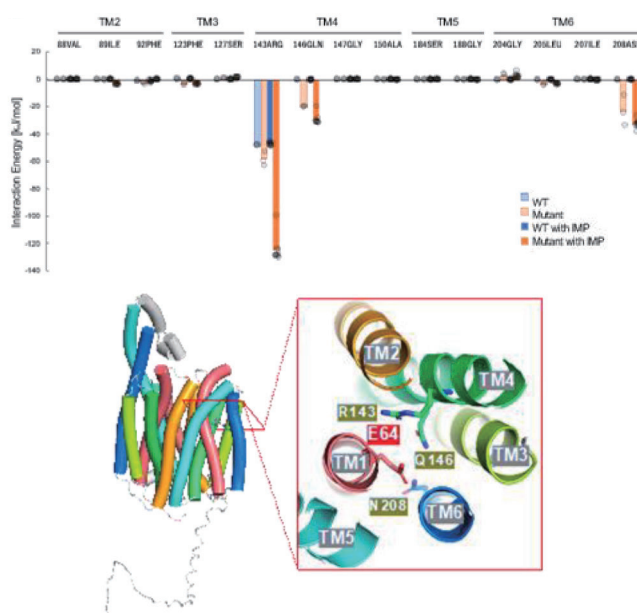 TM2 TM3 TM4 TM5 TM6
88VAL 89ILE 92PHE 123PHE 127SER 143ARG 146GLN 147GLY 150ALA 184SER 188GLY 204GLY 205LEU 207ILE 208AS
Interaction Energy [kJ/mol]
20
0
-20
-40
-60
-80
-100
-120
-140
WT
Mutant
WT with IMP
Mutant with IMP
TM2
TM4
R143
E64
TM3
Q146
TM1
N208
TM6
TM5